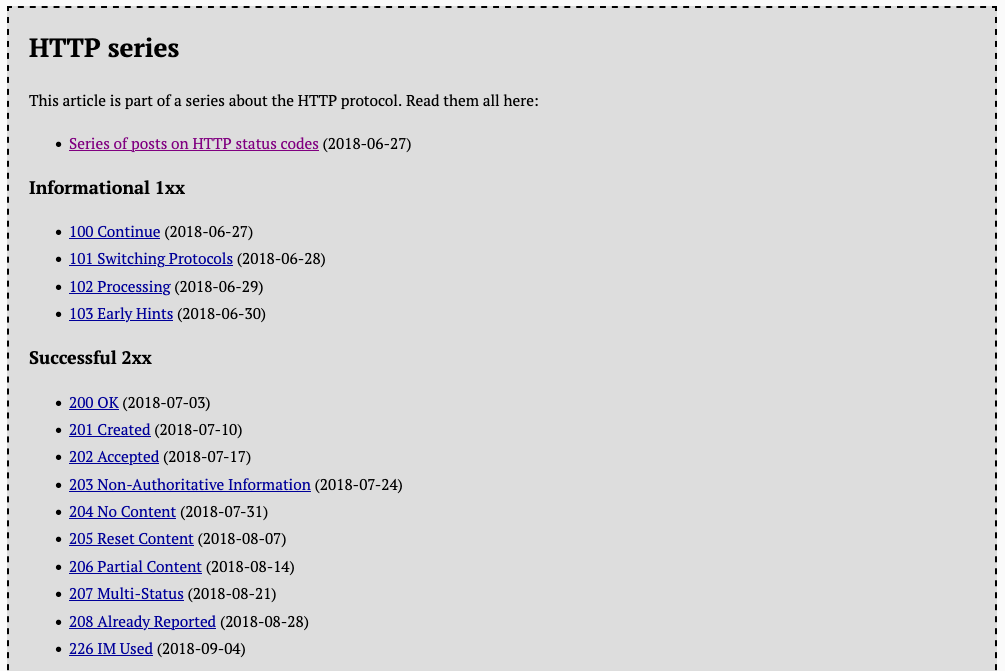 HTTP series
This article is part of a series about the HTTP protocol. Read them all here:
• Series of posts on HTTP status codes (2018-06-27)
Informational 1xx
• 100 Continue (2018-06-27)
• 101 Switching Protocols (2018-06-28)
• 102 Processing (2018-06-29)
• 103 Early Hints (2018-06-30)
Successful 2xx
• 200 OK (2018-07-03)
• 201 Created (2018-07-10)
• 202 Accepted (2018-07-17)
• 203 Non-Authoritative Information (2018-07-24)
• 204 No Content (2018-07-31)
• 205 Reset Content (2018-08-07)
• 206 Partial Content (2018-08-14)
• 207 Multi-Status (2018-08-21)
• 208 Already Reported (2018-08-28)
• 226 IM Used (2018-09-04)